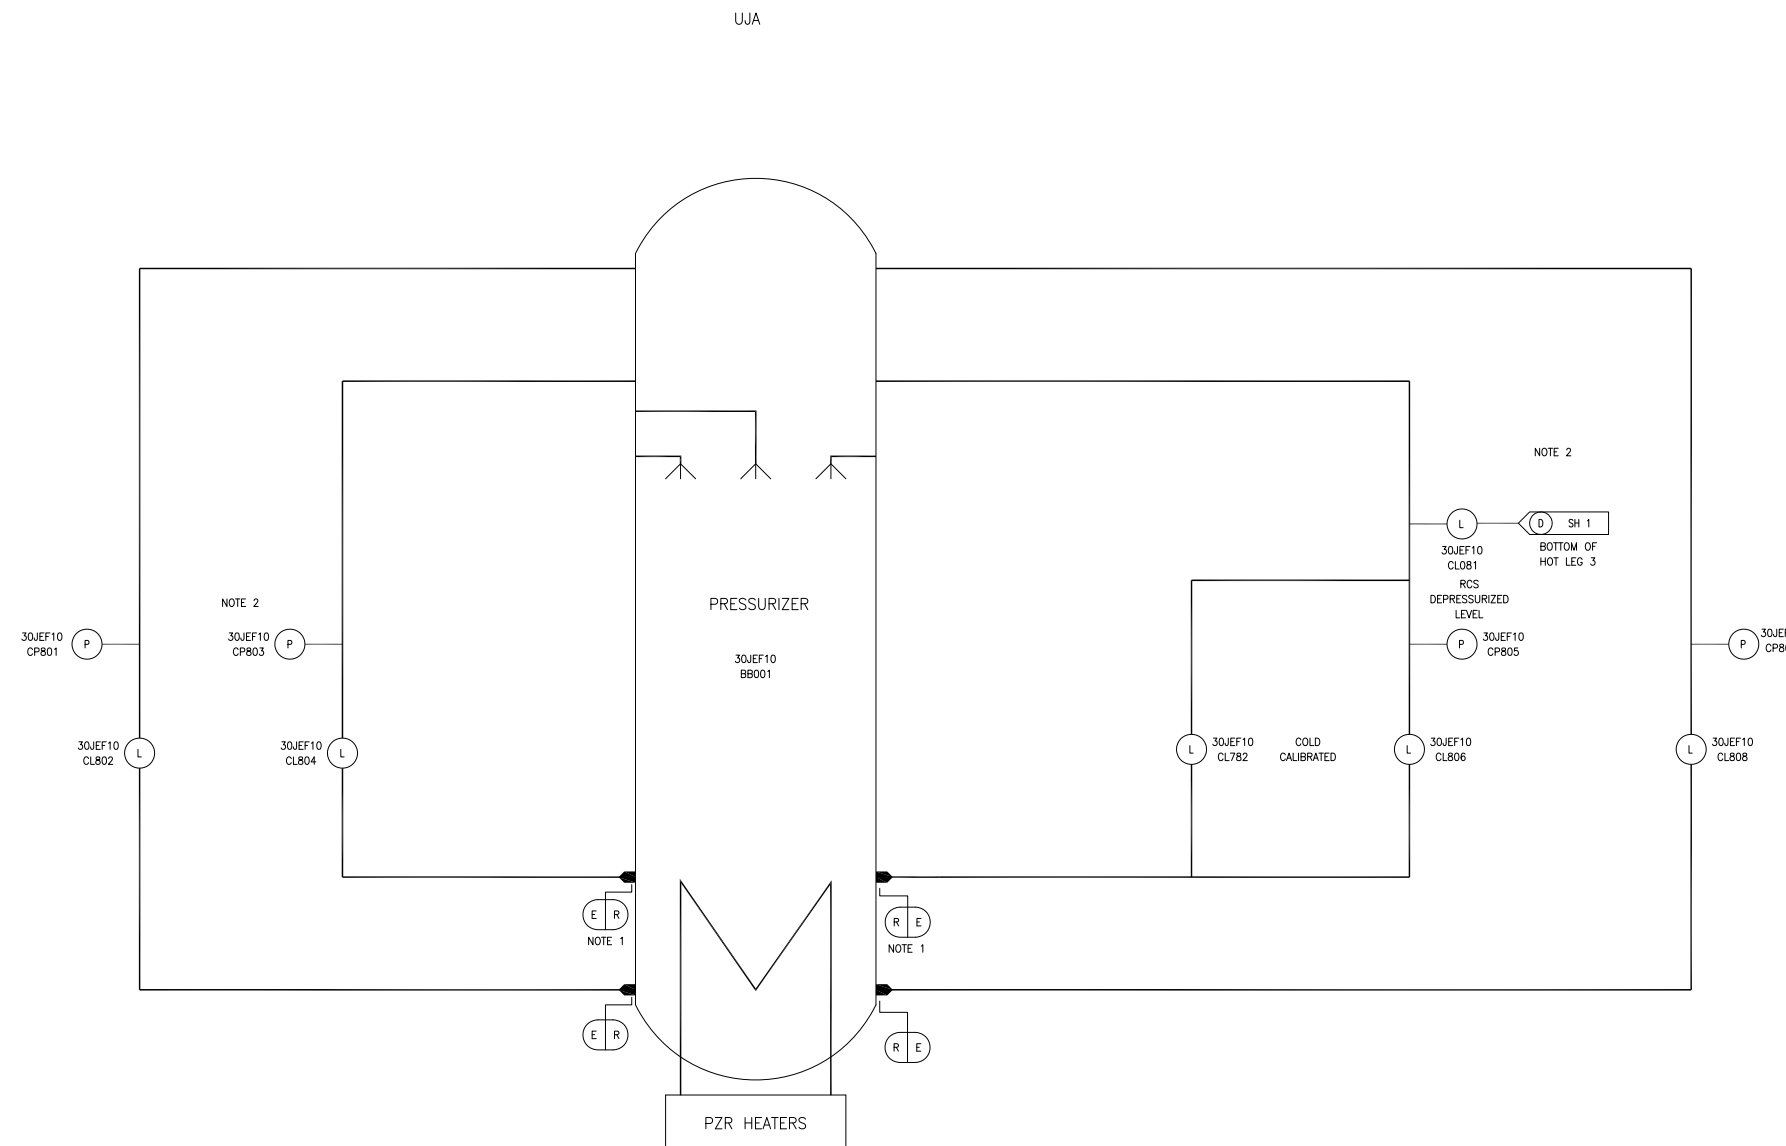 UJA
NOTE 2
L
D
SH 1
30JEF10
CL081
BOTTOM OF
HOT LEG 3
RCS
DEPRESSURIZED
LEVEL
PRESSURIZER
30JEF10
BB001
NOTE 2
30JEF10
CP801
P
30JEF10
CP803
P
P
30JEF10
CP805
P
30JEF10
CL802
L
30JEF10
CL804
L
L
30JEF10
CL782
COLD
CALIBRATED
L
30JEF10
CL806
L
30JEF10
CL808
E R
NOTE 1
R E
NOTE 1
E R
R E
PZR HEATERS